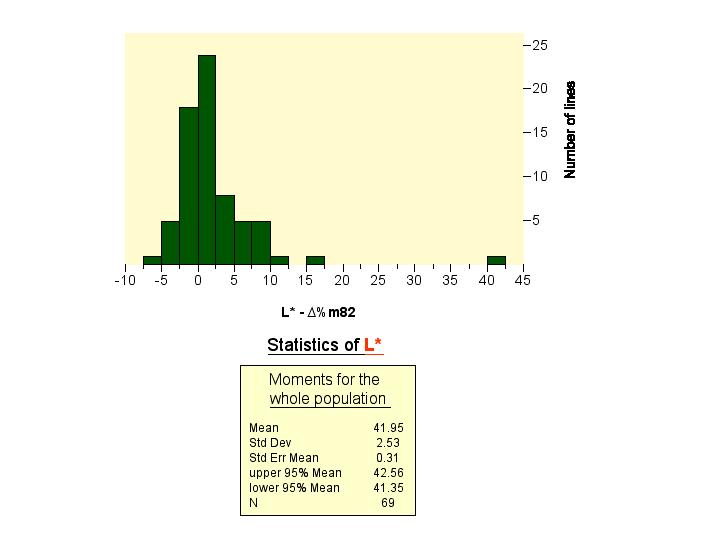 25
20
15
10
5
Number of lines
-10 -5 0 5 10 15 20 25 30 35 40 45
L* - Δ% m82
Statistics of L*
Moments for the
whole population
Mean 41.95
Std Dev 2.53
Std Err Mean 0.31
upper 95% Mean 42.56
lower 95% Mean 41.35
N 69